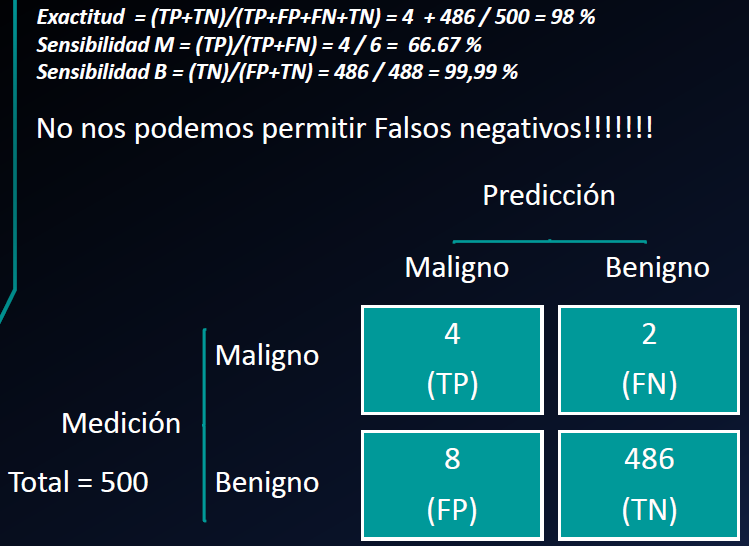 Exactitud = (TP+TN)/(TP+FP+FN+TN) = 4 + 486 / 500 = 98 %
Sensibilidad M = (TP)/(TP+FN) = 4 / 6 = 66.67 %
Sensibilidad B = (TN)/(FP+TN) = 486 / 488 = 99,99 %
No nos podemos permitir Falsos negativos!!!!!!!
Predicción
Maligno Benigno
Maligno
4
(TP)
2
(FN)
Medición
Total = 500
Benigno
8
(FP)
486
(TN)